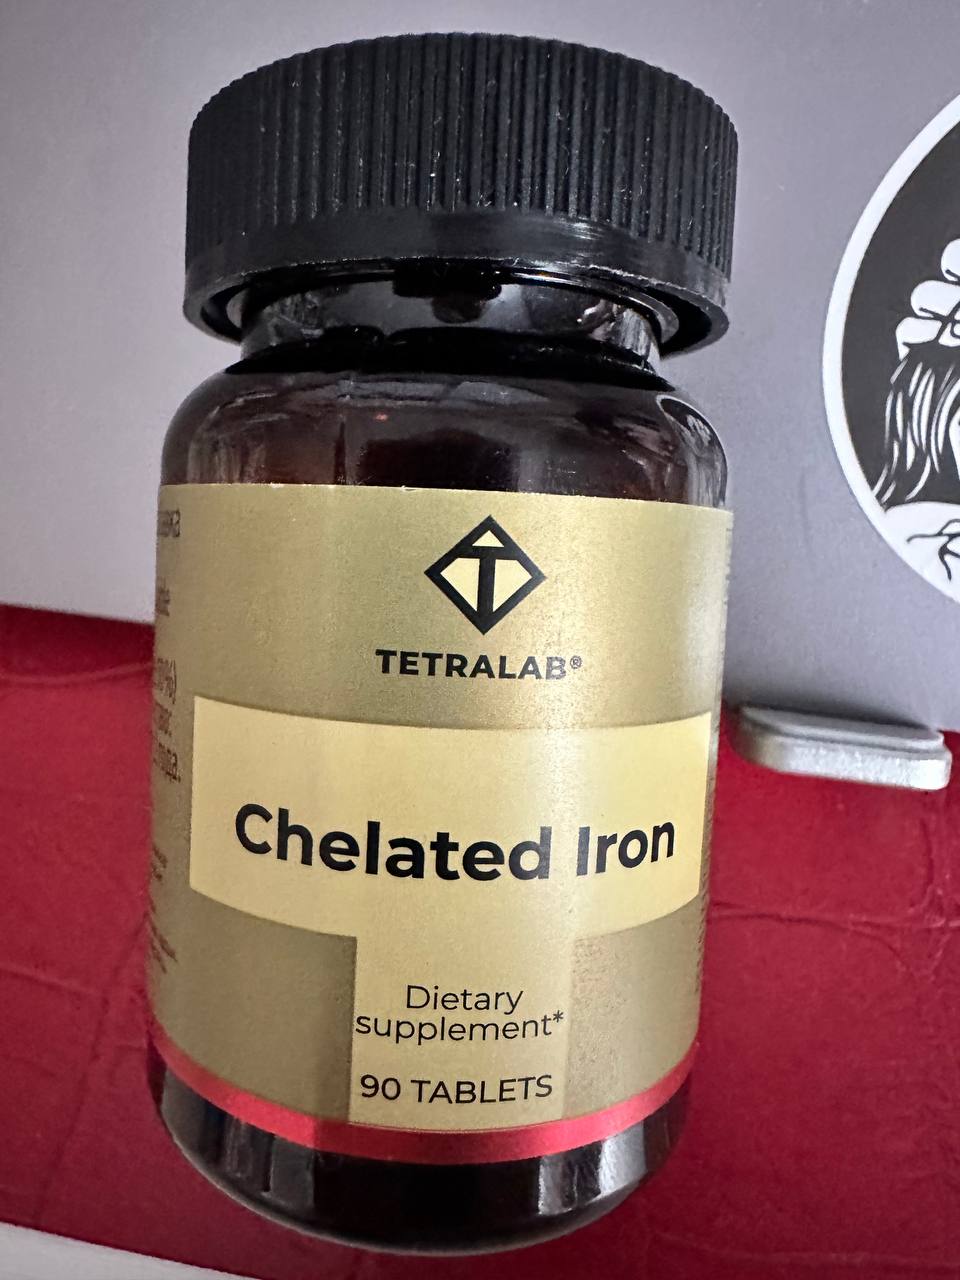 TETRALAB®
Chelated Iron
Dietary
supplement*
90 TABLETS